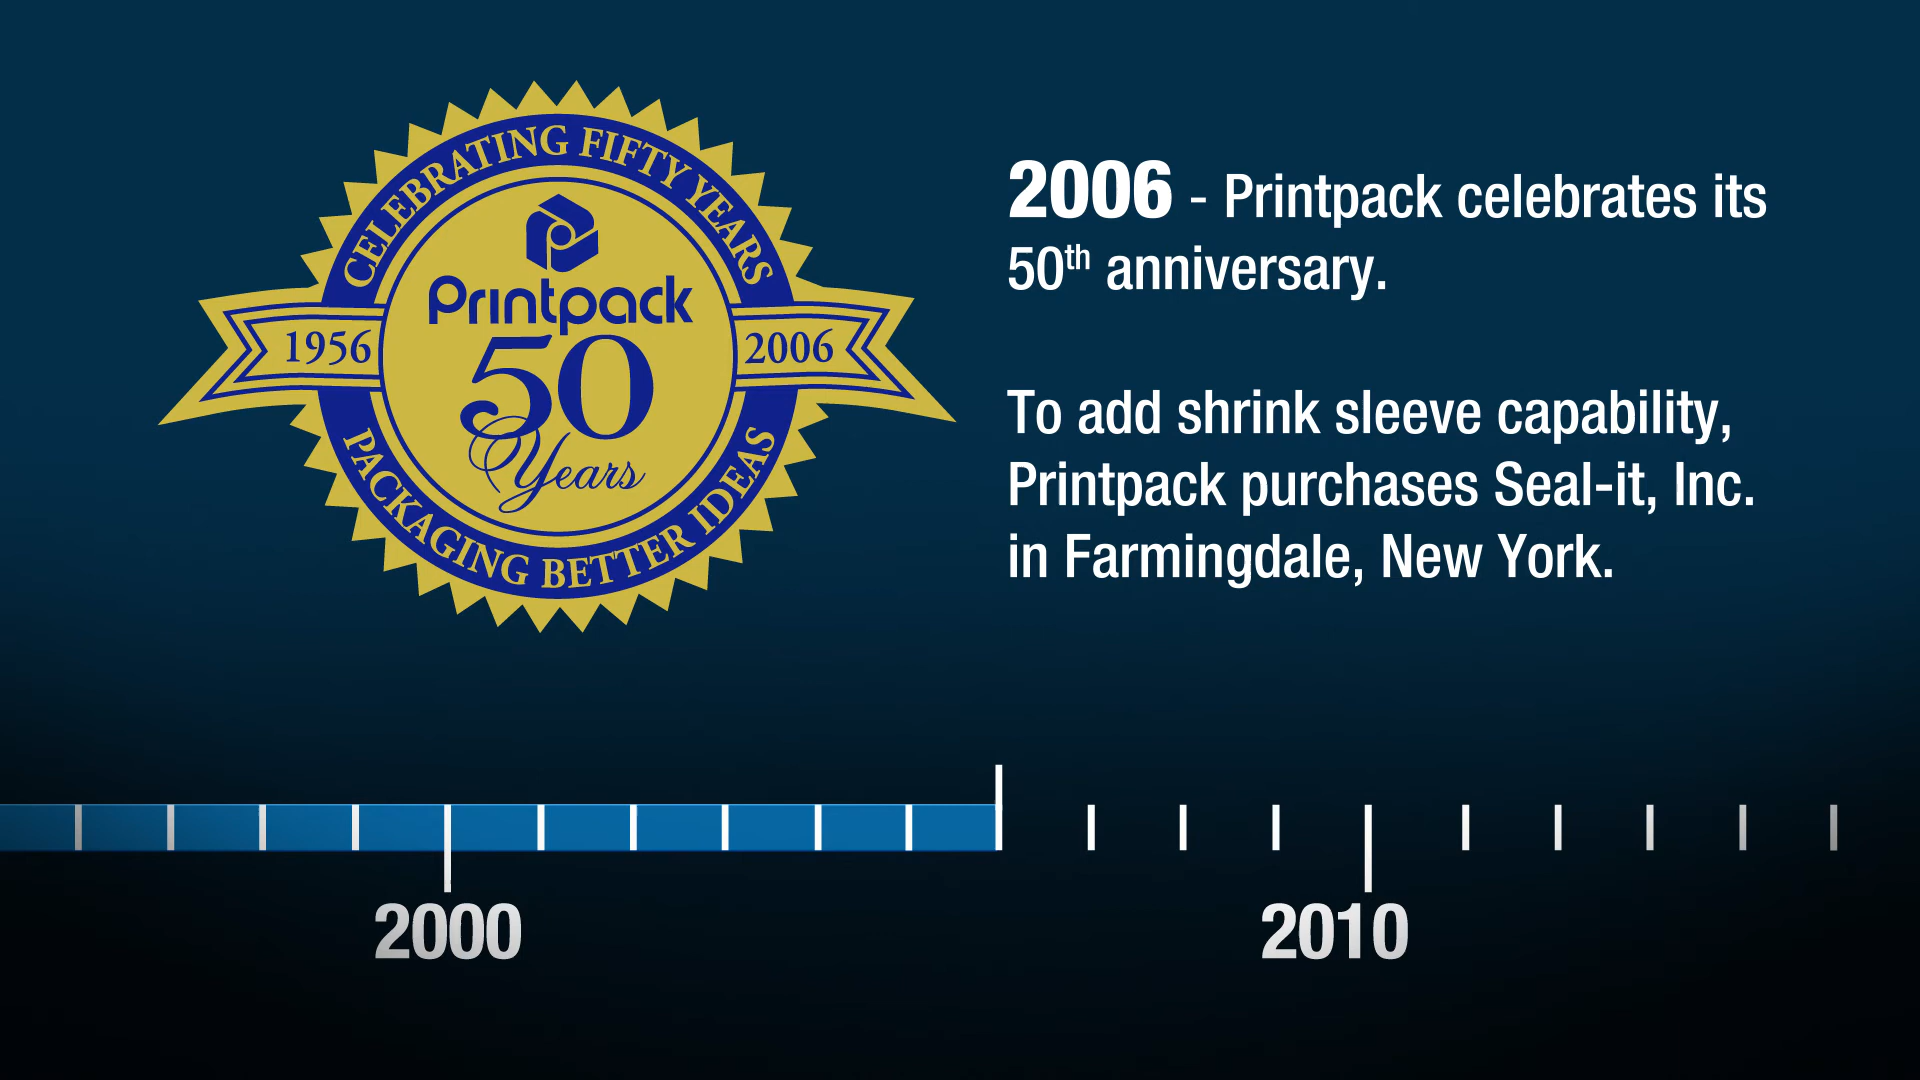 CELEBRATING FIFTY YEARS
Printpack
1956
50
2006
Years
PACKAGING BETTER IDEAS
2006 - Printpack celebrates its
50th anniversary.
To add shrink sleeve capability,
Printpack purchases Seal-it, Inc.
in Farmingdale, New York.
2000
2010